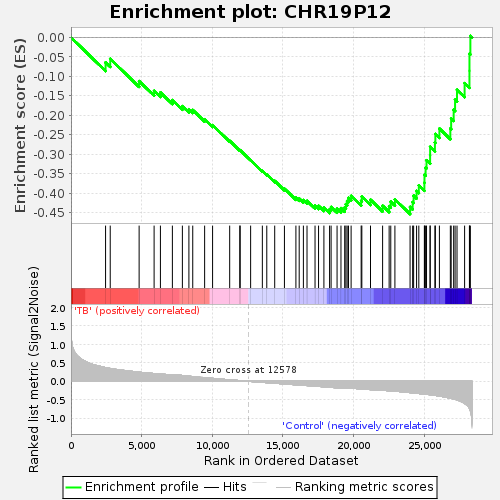 Enrichment plot: CHR19P12
Enrichment score (ES)
0.00
-0.05
-0.10
-0.15
-0.20
-0.25
-0.30
-0.35
-0.40
-0.45
Ranked list metric (Signal2Noise)
2.0
1.5
1.0
0.5
0.0
-0.5
-1.0
'TB' (positively correlated)
Zero cross at 12578
'Control' (negatively correlated)
0
5,000
10,000
15,000
20,000
25,000
Rank in Ordered Dataset
Enrichment profile
Hits
Ranking metric scores